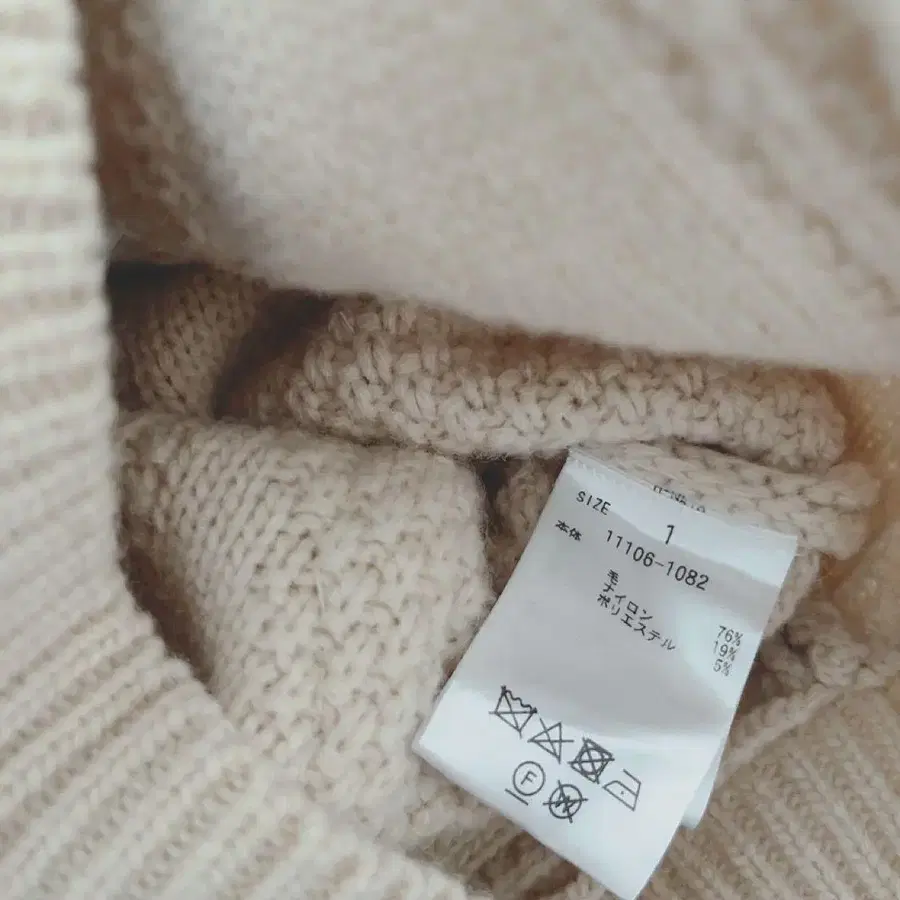 SIZE 1
本体 11106-1082
毛 76%
ナイロン 19%
ポリエステル 5%
F
W